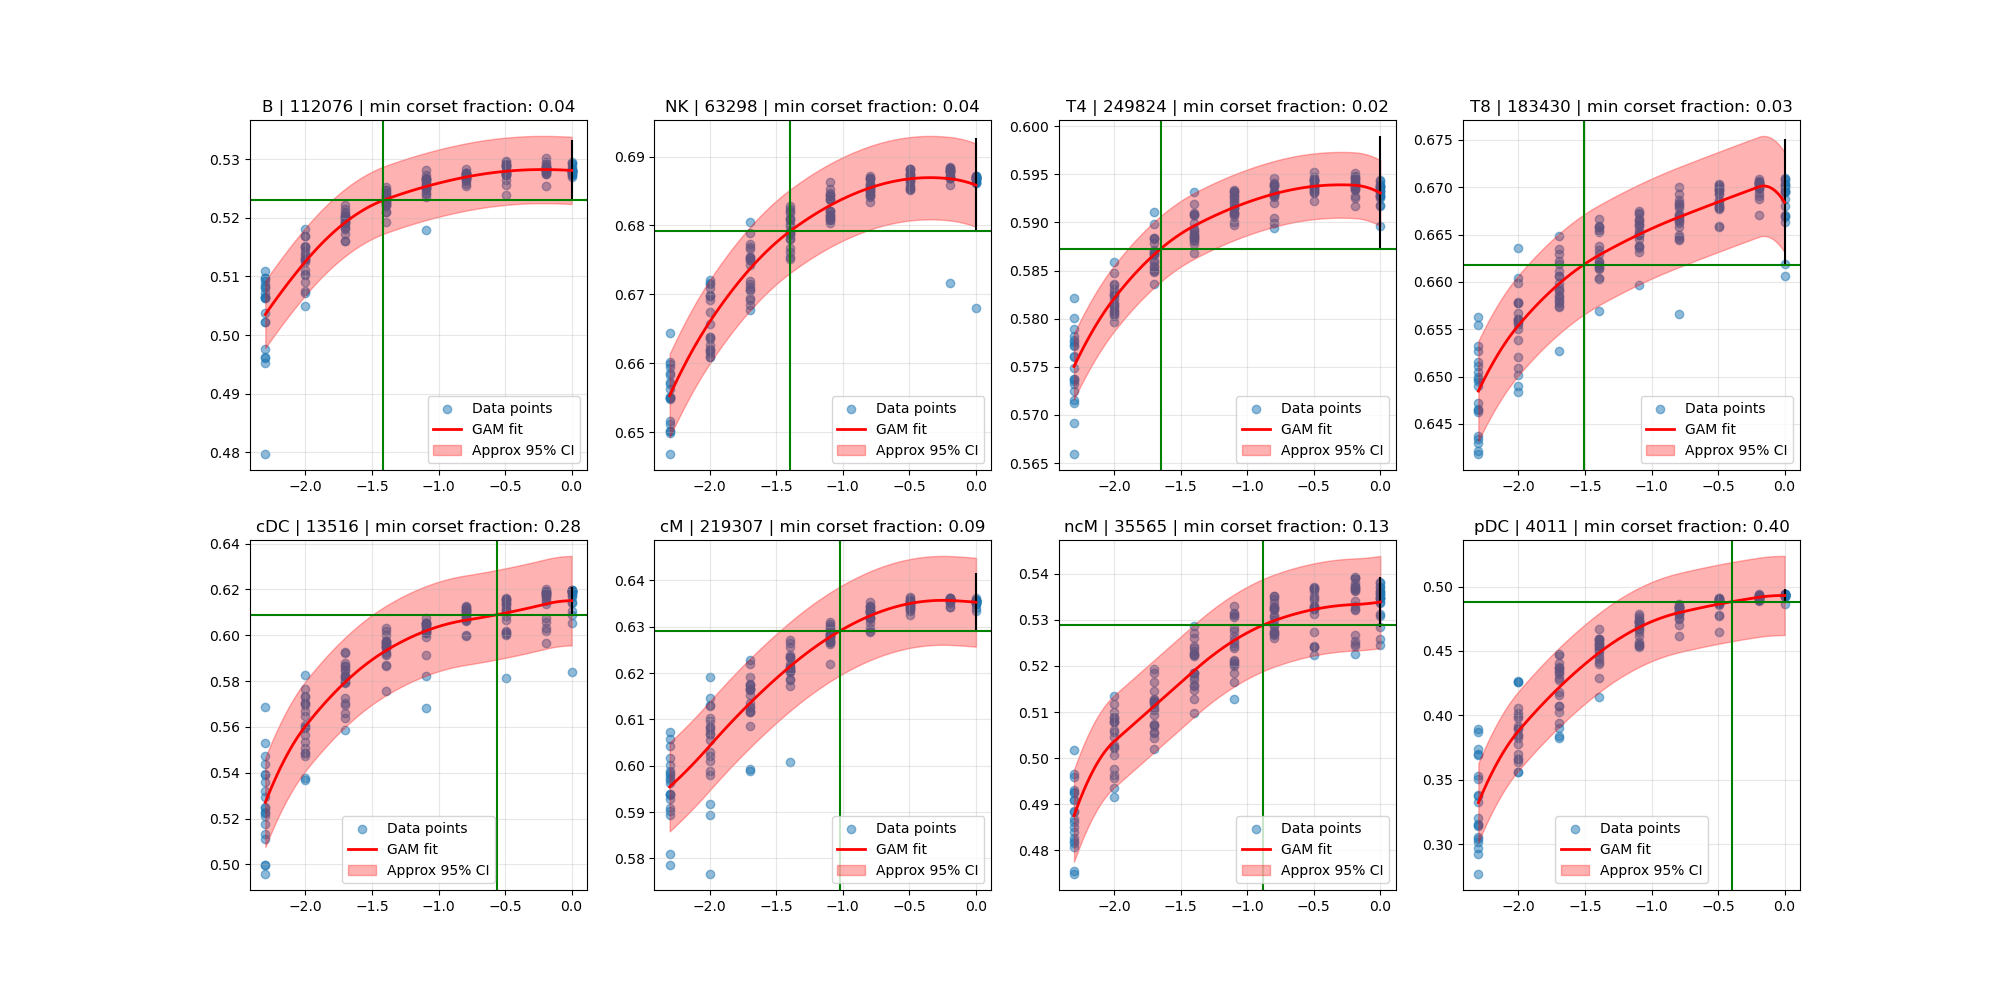 B | 112076 | min corset fraction: 0.04
0.53
0.52
0.51
0.50
0.49
0.48
Data points
GAM fit
Approx 95% CI
−2.0 −1.5 −1.0 −0.5 0.0
NK | 63298 | min corset fraction: 0.04
0.69
0.68
0.67
0.66
0.65
Data points
GAM fit
Approx 95% CI
−2.0 −1.5 −1.0 −0.5 0.0
T4 | 249824 | min corset fraction: 0.02
0.600
0.595
0.590
0.585
0.580
0.575
0.570
0.565
Data points
GAM fit
Approx 95% CI
−2.0 −1.5 −1.0 −0.5 0.0
T8 | 183430 | min corset fraction: 0.03
0.675
0.670
0.665
0.660
0.655
0.650
0.645
Data points
GAM fit
Approx 95% CI
−2.0 −1.5 −1.0 −0.5 0.0
cDC | 13516 | min corset fraction: 0.28
0.64
0.62
0.60
0.58
0.56
0.54
0.52
0.50
Data points
GAM fit
Approx 95% CI
−2.0 −1.5 −1.0 −0.5 0.0
cM | 219307 | min corset fraction: 0.09
0.64
0.63
0.62
0.61
0.60
0.59
0.58
Data points
GAM fit
Approx 95% CI
−2.0 −1.5 −1.0 −0.5 0.0
ncM | 35565 | min corset fraction: 0.13
0.54
0.53
0.52
0.51
0.50
0.49
0.48
Data points
GAM fit
Approx 95% CI
−2.0 −1.5 −1.0 −0.5 0.0
pDC | 4011 | min corset fraction: 0.40
0.50
0.45
0.40
0.35
0.30
Data points
GAM fit
Approx 95% CI
−2.0 −1.5 −1.0 −0.5 0.0